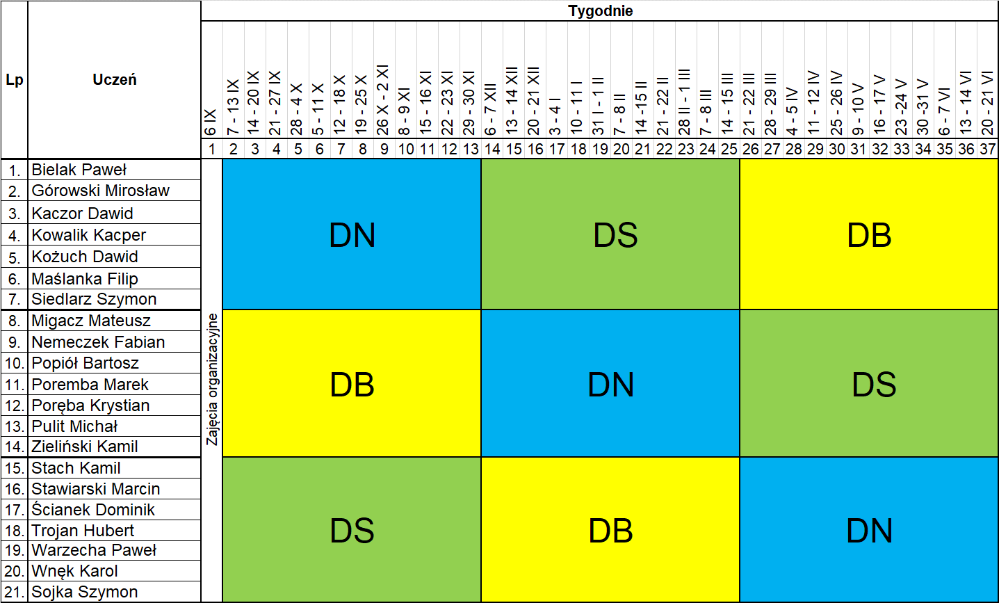 Tygodnie
Lp
Uczeń
6 IX
7 - 13 IX
14 - 20 IX
21 - 27 IX
28 - 4 X
5 - 11 X
12 - 18 X
19 - 25 X
26 X - 2 XI
8 - 9 XI
15 - 16 XI
22 - 23 XI
29 - 30 XI
6 - 7 XII
13 - 14 XII
20 - 21 XII
3 - 4 I
10 - 11 I
31 I - 1 II
7 - 8 II
14 -15 II
21 - 22 II
28 II - 1 III
7 - 8 III
14 - 15 III
21 - 22 III
28 - 29 III
4 - 5 IV
11 - 12 IV
25 - 26 IV
9 - 10 V
16 - 17 V
23 -24 V
30 -31 V
6 - 7 VI
13 - 14 VI
20 - 21 VI
1 2 3 4 5 6 7 8 9 10 11 12 13 14 15 16 17 18 19 20 21 22 23 24 25 26 27 28 29 30 31 32 33 34 35 36 37
Zajęcia organizacyjne
1. Bielak Paweł
2. Górowski Mirosław
3. Kaczor Dawid
4. Kowalik Kacper
5. Kożuch Dawid
6. Maślanka Filip
7. Siedlarz Szymon
DN DS DB
8. Migacz Mateusz
9. Nemeczek Fabian
10. Popiół Bartosz
11. Poremba Marek
12. Poręba Krystian
13. Pulit Michał
14. Zieliński Kamil
DB DN DS
15. Stach Kamil
16. Stawiarski Marcin
17. Ścianek Dominik
18. Trojan Hubert
19. Warzecha Paweł
20. Wnęk Karol
21. Sojka Szymon
DS DB DN